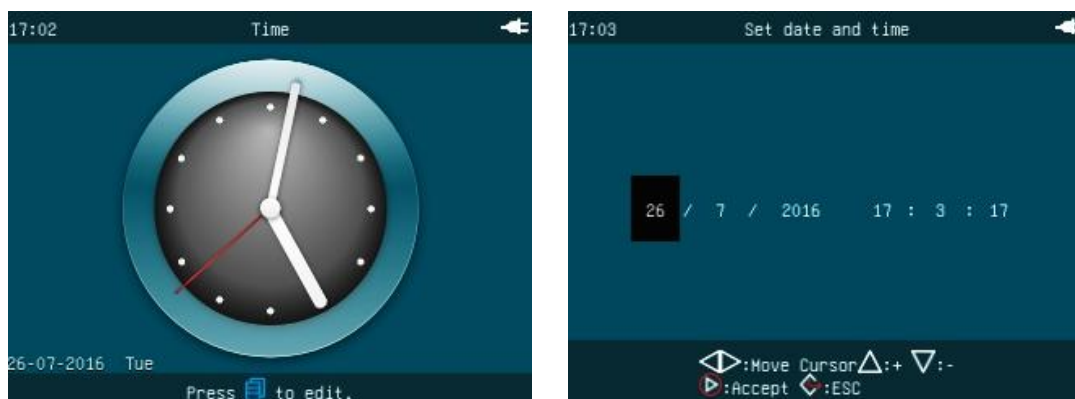 17:02 Time
26-07-2016 Tue
Press to edit.
17:03 Set date and time
26 / 7 / 2016 17 : 3 : 17
:Move Cursor :+ :-
:Accept :ESC